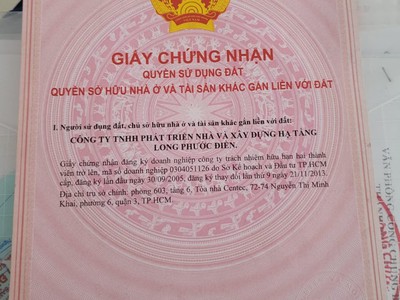 GIẤY CHỨNG NHẬN
QUYỀN SỬ DỤNG ĐẤT
QUYỀN SỞ HỮU NHÀ Ở VÀ TÀI SẢN KHÁC GẮN LIỀN VỚI ĐẤT
I. Người sử dụng đất, chủ sở hữu nhà ở và tài sản khác gắn liền với đất:
CÔNG TY TNHH PHÁT TRIỂN NHÀ VÀ XÂY DỰNG HẠ TẦNG
LONG PHƯỚC ĐIỀN.
Giấy chứng nhận đăng ký doanh nghiệp công ty trách nhiệm hữu hạn hai thành
viên trở lên, mã số doanh nghiệp 0304051126 do Sở Kế hoạch và Đầu tư TP.HCM
cấp, đăng ký lần đầu ngày 30/09/2005, đăng ký thay đổi lần thứ 9 ngày 21/11/2013.
Địa chỉ trụ sở chính: phòng 603, tầng 6, Tòa nhà Centec, 72-74 Nguyễn Thị Minh
Khai, phường 6, quận 3, TP.HCM.
VĂN PHÒNG CÔNG CHỨNG